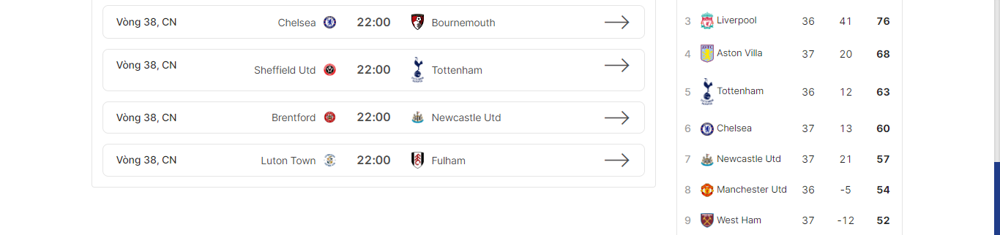 Vòng 38, CN Chelsea 22:00 Bournemouth
Vòng 38, CN Sheffield Utd 22:00 Tottenham
Vòng 38, CN Brentford 22:00 Newcastle Utd
Vòng 38, CN Luton Town 22:00 Fulham
3 Liverpool 36 41 76
4 Aston Villa 37 20 68
5 Tottenham 36 12 63
6 Chelsea 37 13 60
7 Newcastle Utd 37 21 57
8 Manchester Utd 36 -5 54
9 West Ham 37 -12 52